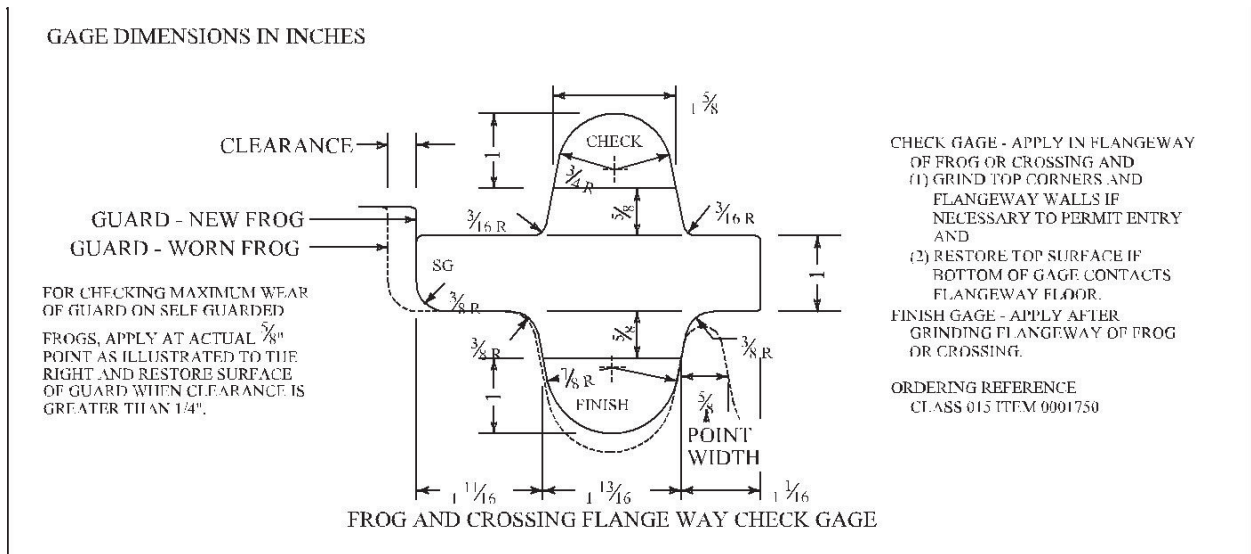 GAGE DIMENSIONS IN INCHES
1 5/8
CLEARANCE
1
CHECK
3/4 R
5/8
GUARD - NEW FROG
3/16 R
3/16 R
GUARD - WORN FROG
SG
1
3/8 R
FOR CHECKING MAXIMUM WEAR
OF GUARD ON SELF GUARDED
FROGS, APPLY AT ACTUAL 5/8"
POINT AS ILLUSTRATED TO THE
RIGHT AND RESTORE SURFACE
OF GUARD WHEN CLEARANCE IS
GREATER THAN 1/4".
3/8 R
5/8
3/8 R
7/8 R
1
FINISH
5/8
POINT
WIDTH
1 11/16
1 13/16
1 1/16
CHECK GAGE - APPLY IN FLANGEWAY
OF FROG OR CROSSING AND
(1) GRIND TOP CORNERS AND
FLANGEWAY WALLS IF
NECESSARY TO PERMIT ENTRY
AND
(2) RESTORE TOP SURFACE IF
BOTTOM OF GAGE CONTACTS
FLANGEWAY FLOOR.
FINISH GAGE - APPLY AFTER
GRINDING FLANGEWAY OF FROG
OR CROSSING.
ORDERING REFERENCE
CLASS 015 ITEM 0001750
FROG AND CROSSING FLANGE WAY CHECK GAGE